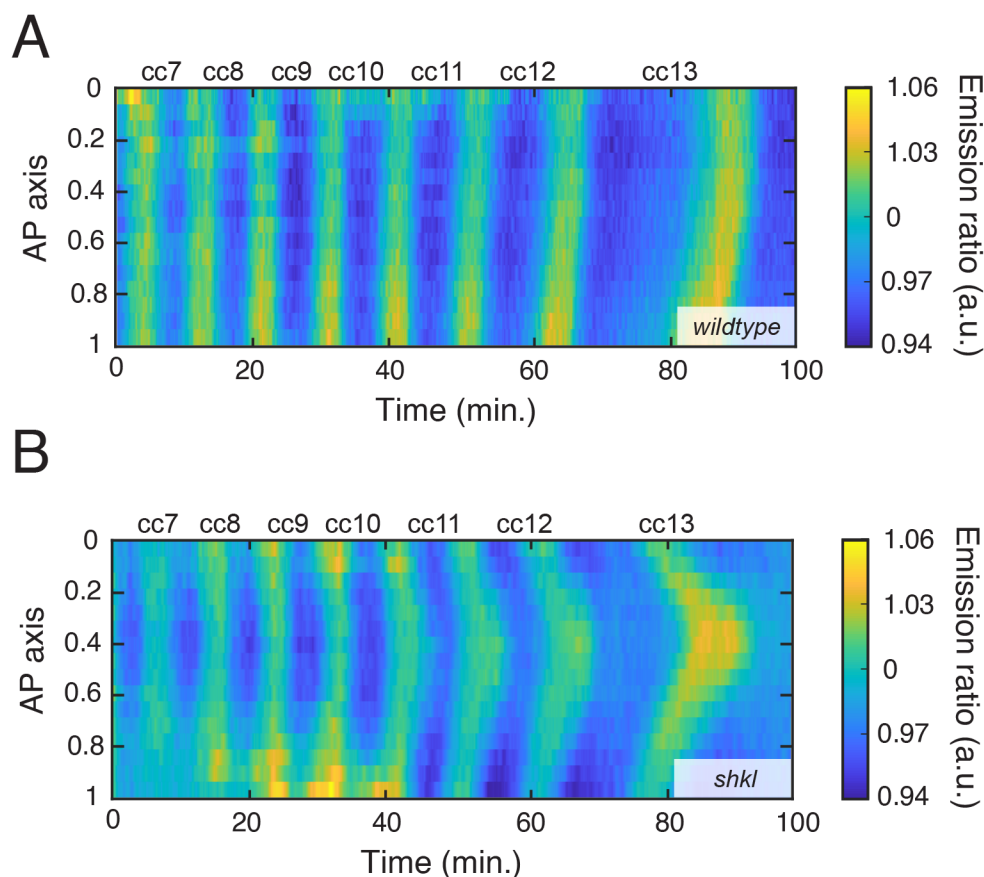 A
cc7 cc8 cc9 cc10 cc11 cc12 cc13
0
0.2
0.4
0.6
0.8
1
AP axis
wildtype
0 20 40 60 80 100
Time (min.)
1.06
1.03
0
0.97
0.94
Emission ratio (a.u.)
B
cc7 cc8 cc9 cc10 cc11 cc12 cc13
0
0.2
0.4
0.6
0.8
1
AP axis
shkl
0 20 40 60 80 100
Time (min.)
1.06
1.03
0
0.97
0.94
Emission ratio (a.u.)